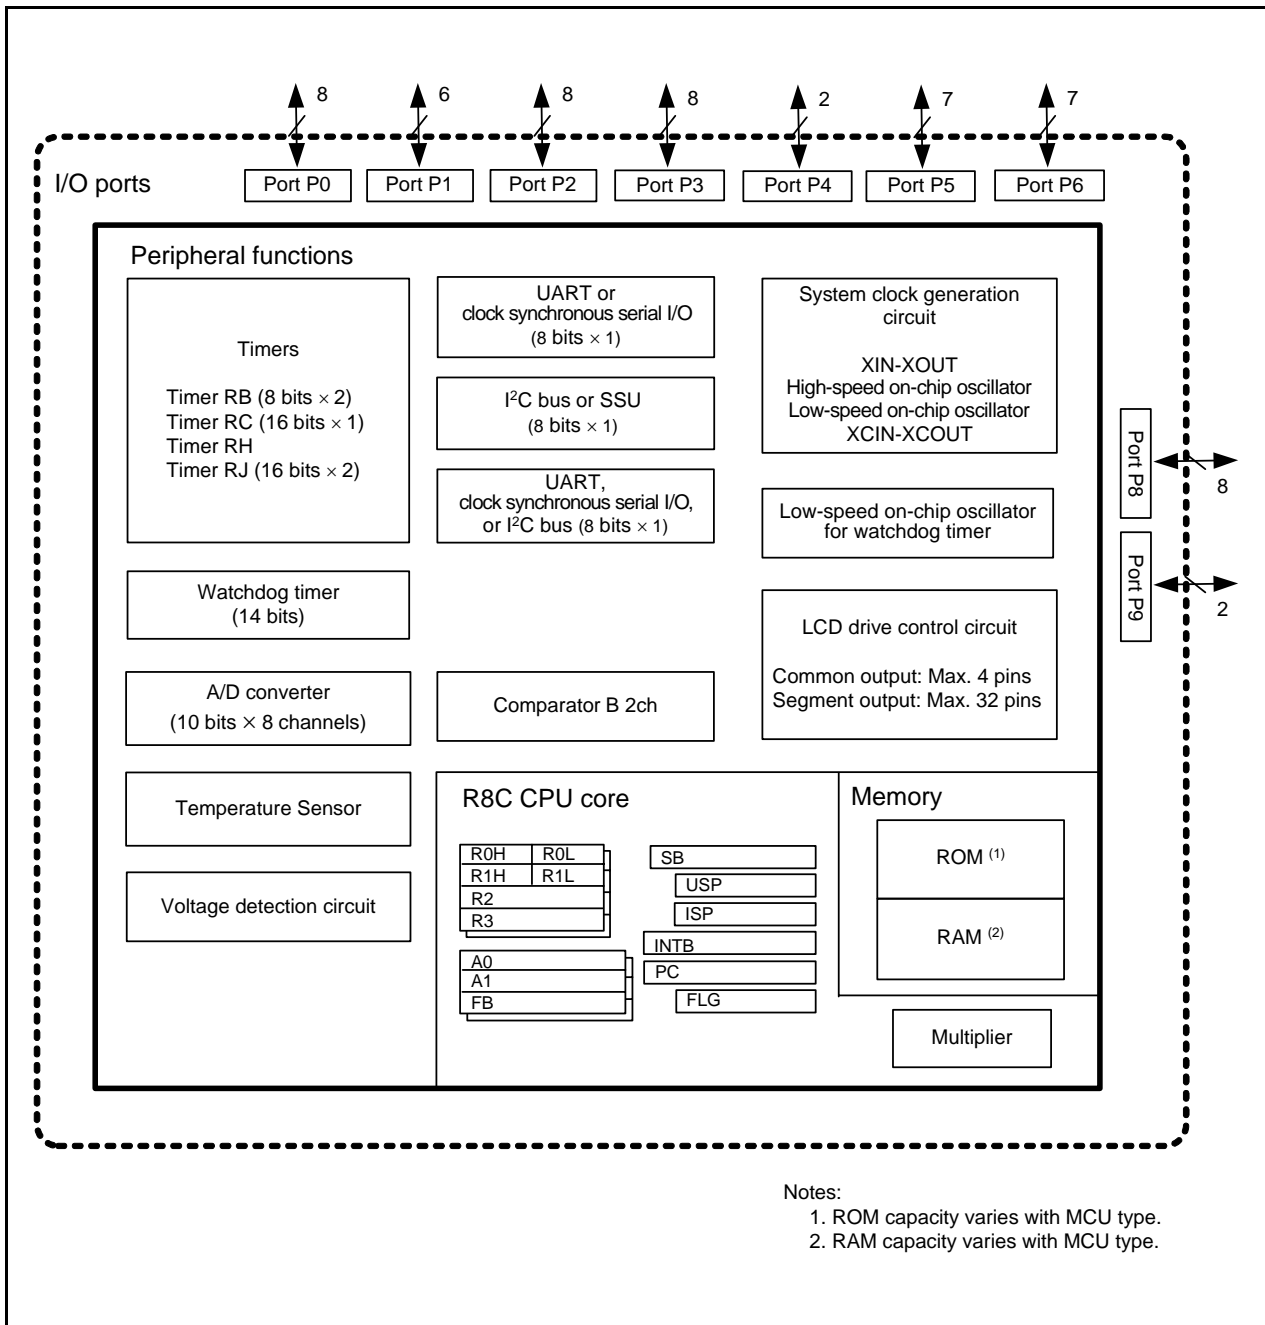 8
6
8
8
2
7
7
I/O ports
Port P0
Port P1
Port P2
Port P3
Port P4
Port P5
Port P6
Peripheral functions
Timers
Timer RB (8 bits × 2)
Timer RC (16 bits × 1)
Timer RH
Timer RJ (16 bits × 2)
UART or
clock synchronous serial I/O
(8 bits × 1)
I²C bus or SSU
(8 bits × 1)
UART,
clock synchronous serial I/O,
or I²C bus (8 bits × 1)
System clock generation
circuit
XIN-XOUT
High-speed on-chip oscillator
Low-speed on-chip oscillator
XCIN-XCOUT
Low-speed on-chip oscillator
for watchdog timer
Port P8
8
Port P9
2
Watchdog timer
(14 bits)
LCD drive control circuit
Common output: Max. 4 pins
Segment output: Max. 32 pins
A/D converter
(10 bits × 8 channels)
Comparator B 2ch
Temperature Sensor
Voltage detection circuit
R8C CPU core
R0H
R0L
R1H
R1L
R2
R3
A0
A1
FB
SB
USP
ISP
INTB
PC
FLG
Memory
ROM (1)
RAM (2)
Multiplier
Notes:
1. ROM capacity varies with MCU type.
2. RAM capacity varies with MCU type.